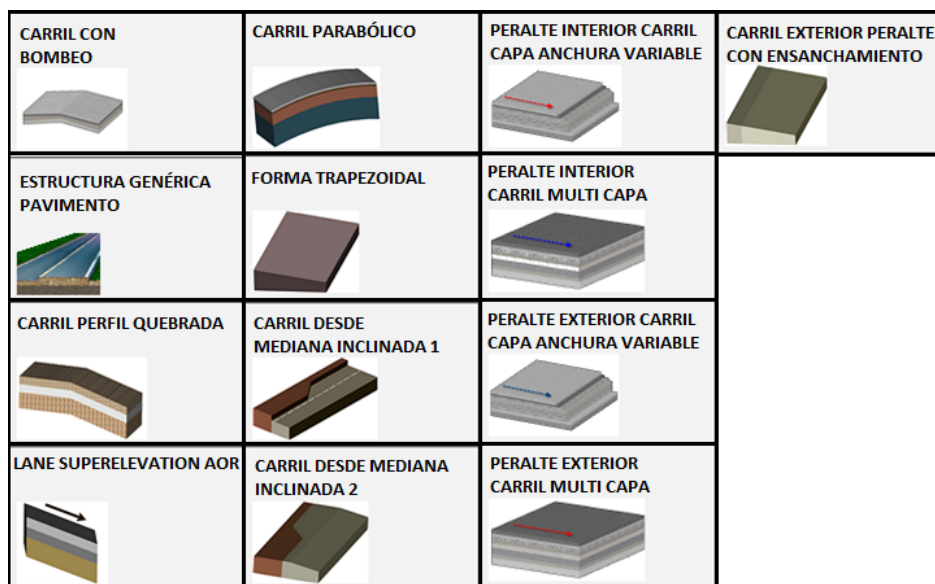 CARRIL CON
BOMBEO
CARRIL PARABÓLICO
PERALTE INTERIOR CARRIL
CAPA ANCHURA VARIABLE
CARRIL EXTERIOR PERALTE
CON ENSANCHAMIENTO
ESTRUCTURA GENÉRICA
PAVIMENTO
FORMA TRAPEZOIDAL
PERALTE INTERIOR
CARRIL MULTI CAPA
CARRIL PERFIL QUEBRADA
CARRIL DESDE
MEDIANA INCLINADA 1
PERALTE EXTERIOR CARRIL
CAPA ANCHURA VARIABLE
LANE SUPERELEVATION AOR
CARRIL DESDE MEDIANA
INCLINADA 2
PERALTE EXTERIOR
CARRIL MULTI CAPA